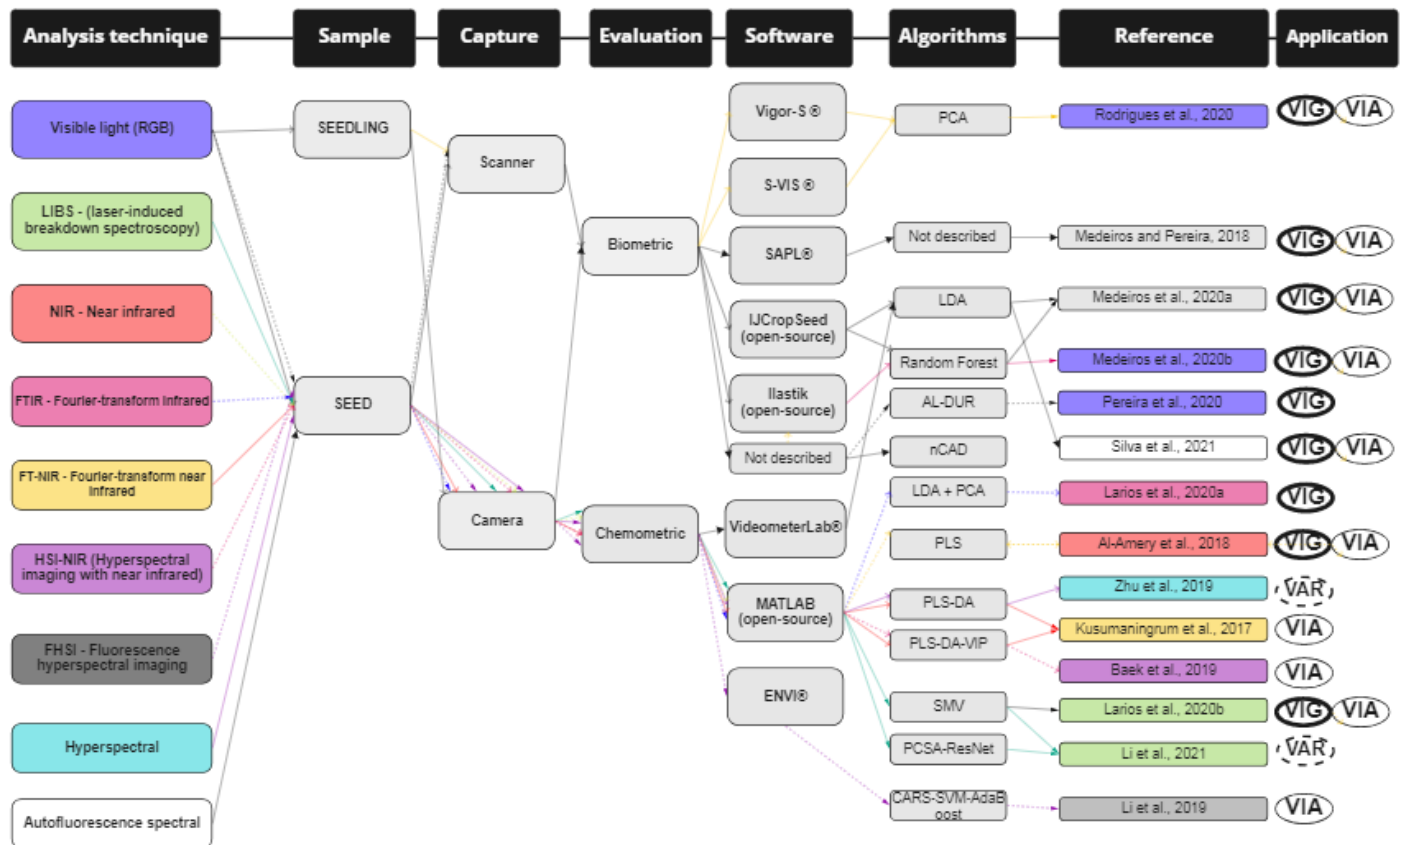 Analysis technique
Sample
Capture
Evaluation
Software
Algorithms
Reference
Application
Visible light (RGB)
LIBS - (laser-induced
breakdown spectroscopy)
NIR - Near infrared
FTIR - Fourier-transform Infrared
FT-NIR - Fourier-transform near
Infrared
HSI-NIR (Hyperspectral
imaging with near infrared)
FHSI - Fluorescence
hyperspectral imaging
Hyperspectral
Autofluorescence spectral
SEEDLING
SEED
Scanner
Camera
Biometric
Chemometric
Vigor-S ®
S-VIS ®
SAPL®
IJCropSeed
(open-source)
Ilastik
(open-source)
Not described
VideometerLab®
MATLAB
(open-source)
ENVI®
PCA
Not described
LDA
Random Forest
AL-DUR
nCAD
LDA + PCA
PLS
PLS-DA
PLS-DA-VIP
SMV
PCSA-ResNet
CARS-SVM-AdaB
oost
Rodrigues et al., 2020
Medeiros and Pereira, 2018
Medeiros et al., 2020a
Medeiros et al., 2020b
Pereira et al., 2020
Silva et al., 2021
Larios et al., 2020a
Al-Amery et al., 2018
Zhu et al., 2019
Kusumaningrum et al., 2017
Baek et al., 2019
Larios et al., 2020b
Li et al., 2021
Li et al., 2019
VIG VIA
VIG VIA
VIG VIA
VIG VIA
VIG
VIG VIA
VIG
VIG VIA
VAR
VIA
VIA
VIG VIA
VAR
VIA